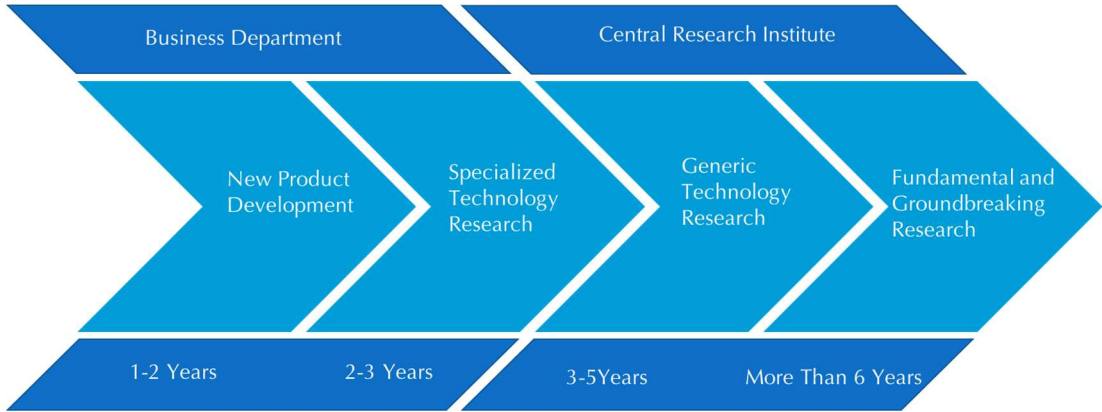 Business Department
Central Research Institute
New Product
Development
Specialized
Technology
Research
Generic
Technology
Research
Fundamental and
Groundbreaking
Research
1-2 Years
2-3 Years
3-5Years
More Than 6 Years